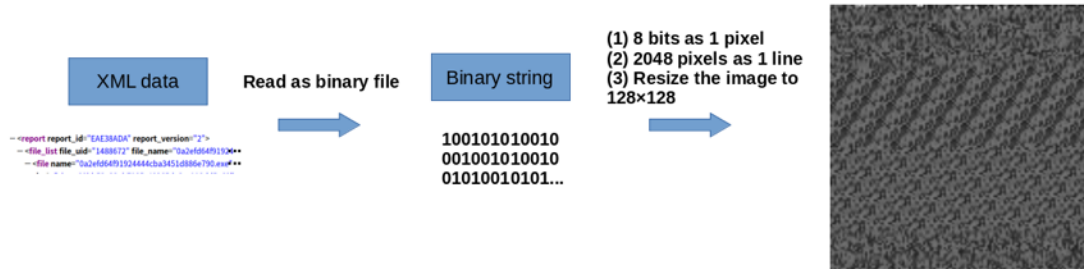 XML data
Read as binary file
Binary string
(1) 8 bits as 1 pixel
(2) 2048 pixels as 1 line
(3) Resize the image to
128×128
<report report_id="EAE38ADA" report_version="2">
<file_list file_uid="1488672" file_name="0a2efd64f91924
<file name="0a2efd64f91924444cba3451d886e790.exe
100101010010
001001010010
01010010101...